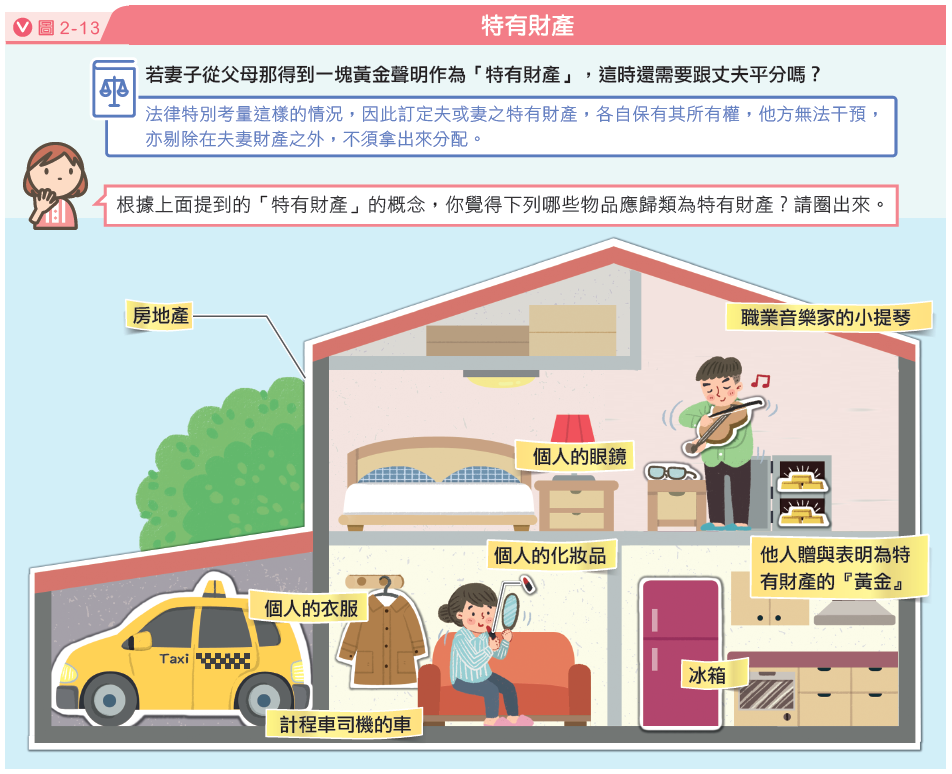 圖 2-13
特有財產
若妻子從父母那得到一塊黃金聲明作為「特有財產」，這時還需要跟丈夫平分嗎？
法律特別考量這樣的情況，因此訂定夫或妻之特有財產，各自保有其所有權，他方無法干預，
亦剔除在夫妻財產之外，不須拿出來分配。
根據上面提到的「特有財產」的概念，你覺得下列哪些物品應歸類為特有財產？請圈出來。
房地產
職業音樂家的小提琴
個人的眼鏡
個人的化妝品
他人贈與表明為特
有財產的『黃金』
個人的衣服
Taxi
冰箱
計程車司機的車